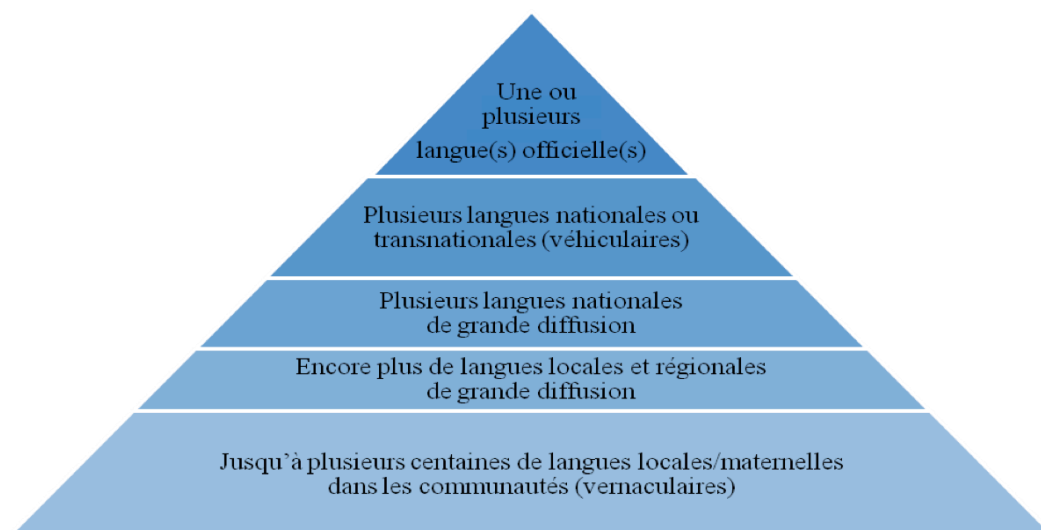 Une ou
plusieurs
langue(s) officielle(s)
Plusieurs langues nationales ou
transnationales (véhiculaires)
Plusieurs langues nationales
de grande diffusion
Encore plus de langues locales et régionales
de grande diffusion
Jusqu’à plusieurs centaines de langues locales/maternelles
dans les communautés (vernaculaires)